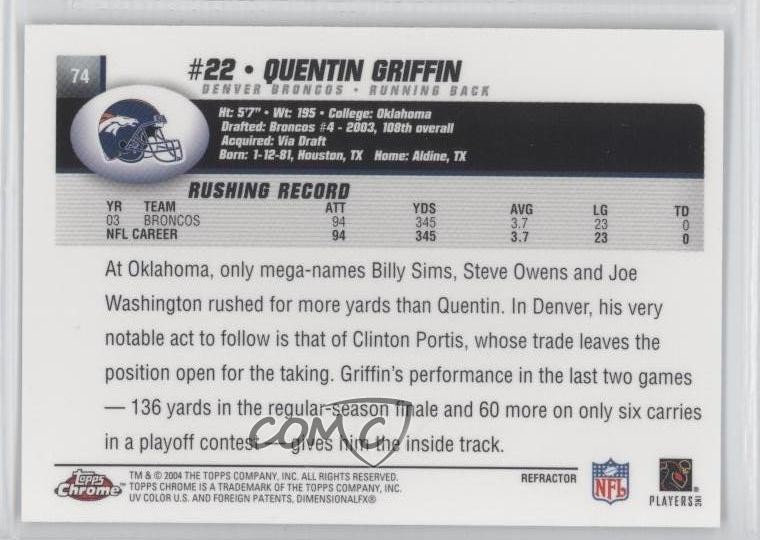 74
#22 • QUENTIN GRIFFIN
DENVER BRONCOS • RUNNING BACK
Ht: 5'7" • Wt: 195 • College: Oklahoma
Drafted: Broncos #4 - 2003, 108th overall
Acquired: Via Draft
Born: 1-12-81, Houston, TX Home: Aldine, TX
RUSHING RECORD
YR TEAM ATT YDS AVG LG TD
03 BRONCOS 94 345 3.7 23 0
NFL CAREER 94 345 3.7 23 0
At Oklahoma, only mega-names Billy Sims, Steve Owens and Joe
Washington rushed for more yards than Quentin. In Denver, his very
notable act to follow is that of Clinton Portis, whose trade leaves the
position open for the taking. Griffin's performance in the last two games
— 136 yards in the regular-season finale and 60 more on only six carries
in a playoff contest — gives him the inside track.
COMC
Topps Chrome™
TM & © 2004 THE TOPPS COMPANY, INC. ALL RIGHTS RESERVED.
TOPPS CHROME IS A TRADEMARK OF THE TOPPS COMPANY, INC.
UV COLOR U.S. AND FOREIGN PATENTS, DIMENSIONALFX®
REFRACTOR
NFL
PLAYERS INC